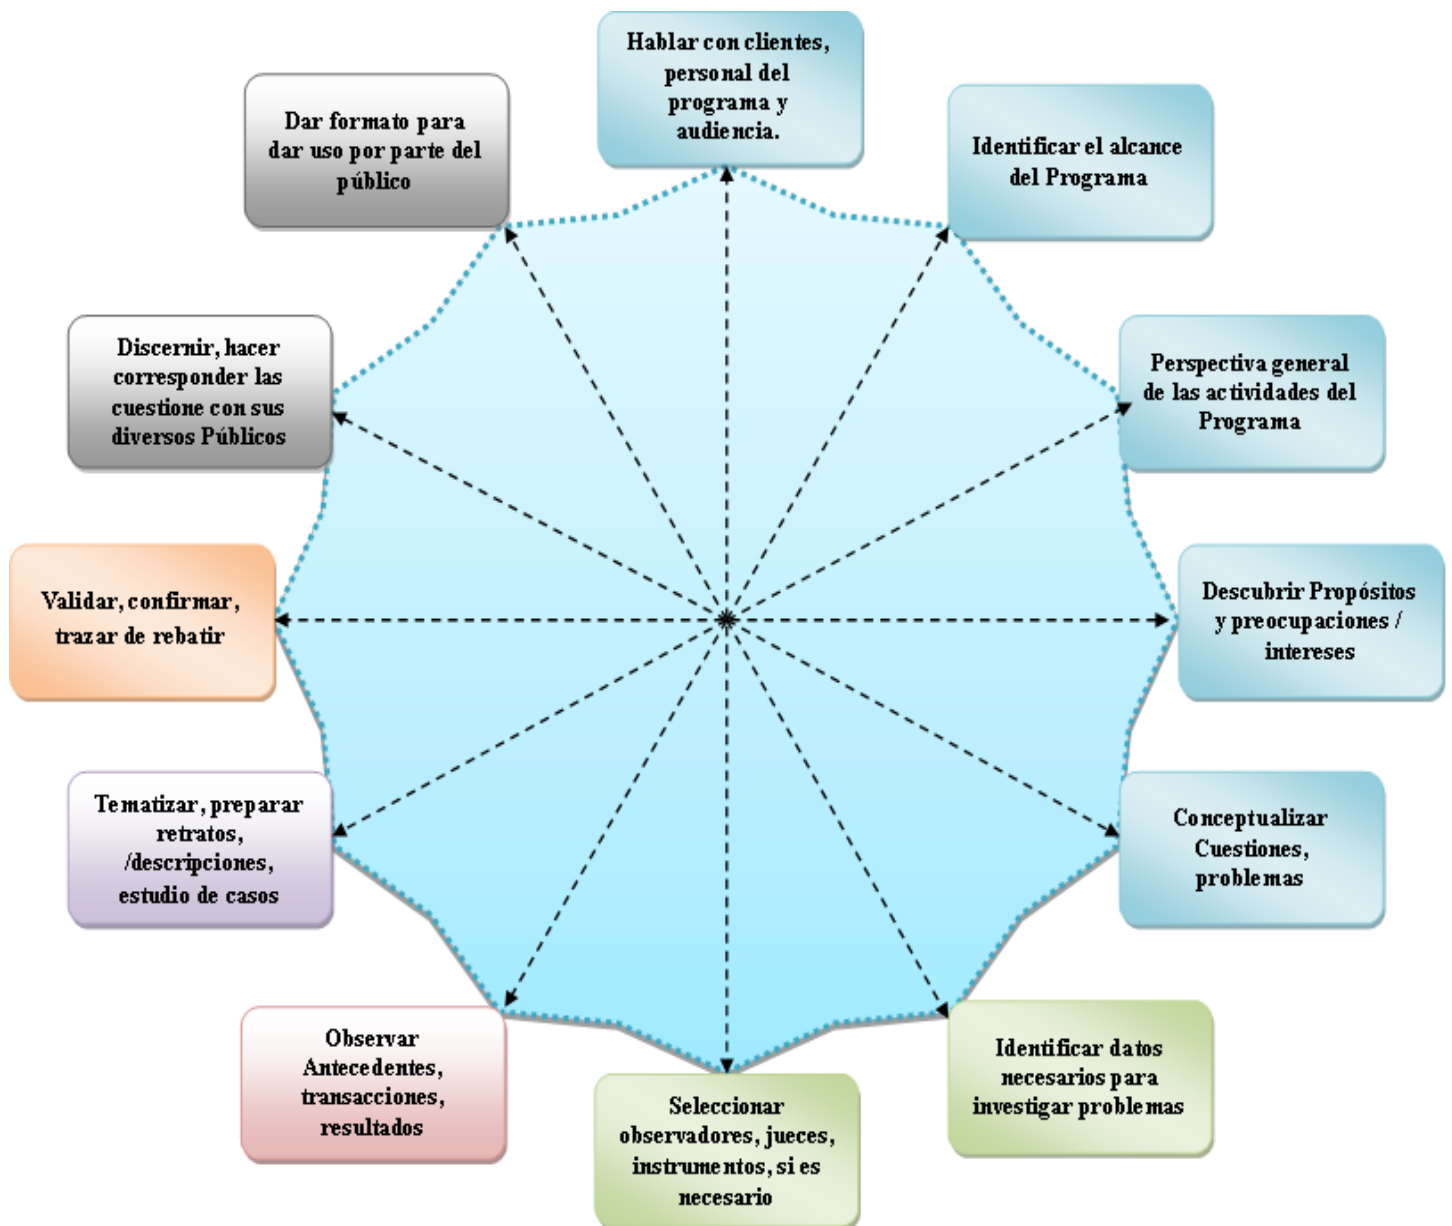 Hablar con clientes,
personal del
programa y
audiencia.
Identificar el alcance
del Programa
Perspectiva general
de las actividades del
Programa
Descubrir Propósitos
y preocupaciones /
intereses
Conceptualizar
Cuestiones,
problemas
Identificar datos
necesarios para
investigar problemas
Seleccionar
observadores, jueces,
instrumentos, si es
necesario
Observar
Antecedentes,
transacciones,
resultados
Tematizar, preparar
retratos,
/descripciones,
estudio de casos
Validar, confirmar,
trazar de rebatir
Discernir, hacer
corresponder las
cuestione con sus
diversos Públicos
Dar formato para
dar uso por parte del
público